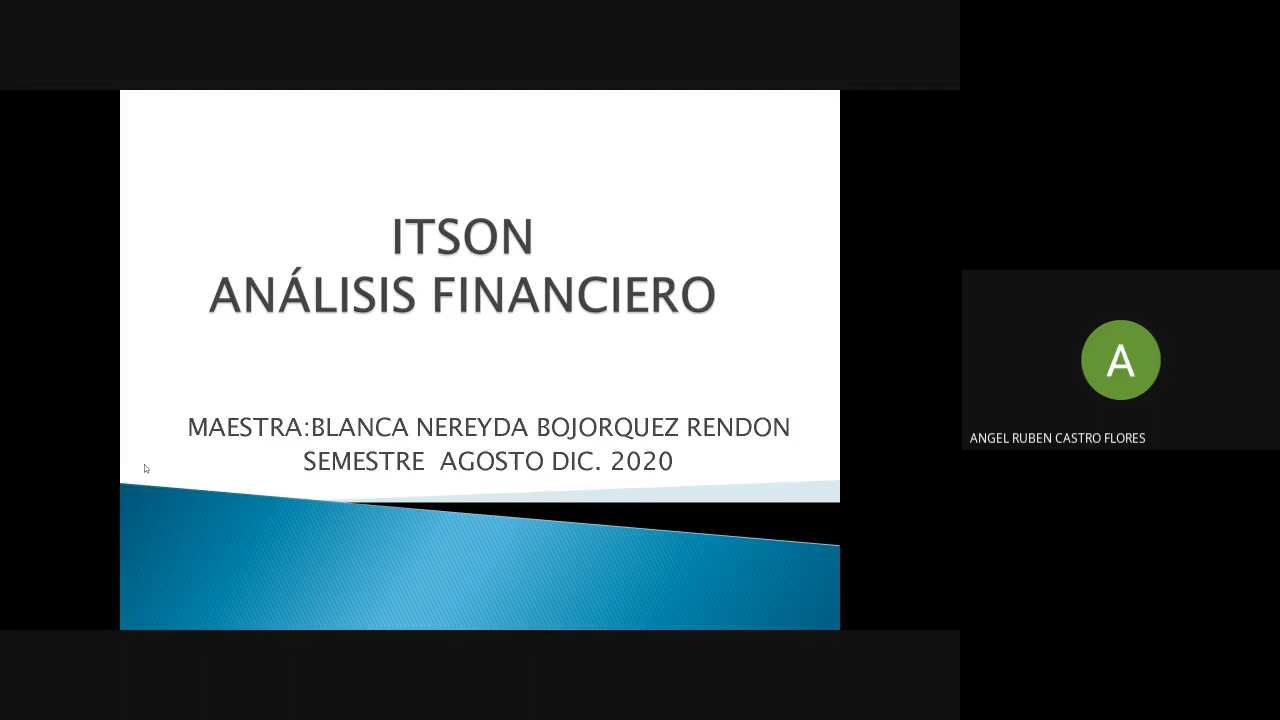 ITSON
ANÁLISIS FINANCIERO
MAESTRA:BLANCA NEREYDA BOJORQUEZ RENDON
SEMESTRE  AGOSTO DIC. 2020
A
ANGEL RUBEN CASTRO FLORES